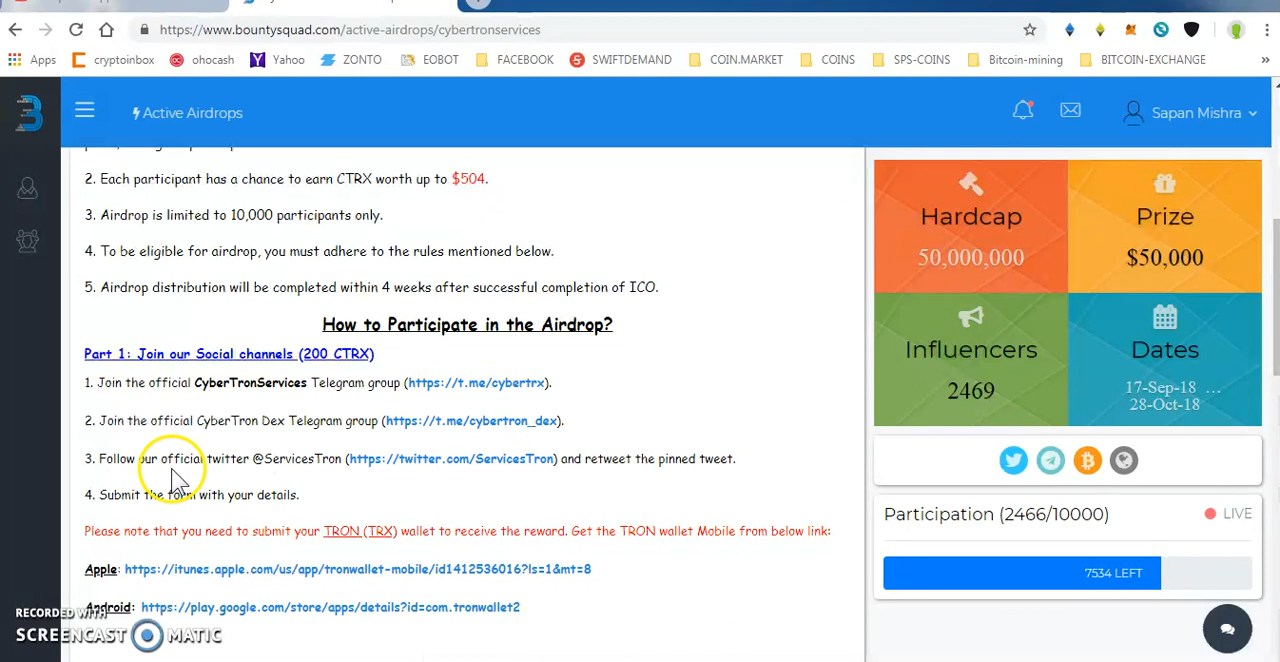 https://www.bountysquad.com/active-airdrops/cybertronservices
Apps cryptoinbox ohocash Yahoo ZONTO EOBOT FACEBOOK SWIFTDEMAND COIN.MARKET COINS SPS-COINS Bitcoin-mining BITCOIN-EXCHANGE »
Active Airdrops
Sapan Mishra
2. Each participant has a chance to earn CTRX worth up to $504.
3. Airdrop is limited to 10,000 participants only.
4. To be eligible for airdrop, you must adhere to the rules mentioned below.
5. Airdrop distribution will be completed within 4 weeks after successful completion of ICO.
How to Participate in the Airdrop?
Part 1: Join our Social channels (200 CTRX)
1. Join the official CyberTronServices Telegram group (https://t.me/cybertrx).
2. Join the official CyberTron Dex Telegram group (https://t.me/cybertron_dex).
3. Follow our official twitter @ServicesTron (https://twitter.com/ServicesTron) and retweet the pinned tweet.
4. Submit the form with your details.
Please note that you need to submit your TRON (TRX) wallet to receive the reward. Get the TRON wallet Mobile from below link:
Apple: https://itunes.apple.com/us/app/tronwallet-mobile/id1412536016?ls=1&mt=8
Android: https://play.google.com/store/apps/details?id=com.tronwallet2
Hardcap
50,000,000
Prize
$50,000
Influencers
2469
Dates
17-Sep-18 ...
28-Oct-18
Participation (2466/10000)
LIVE
7534 LEFT
RECORDED WITH
SCREENCAST MATIC